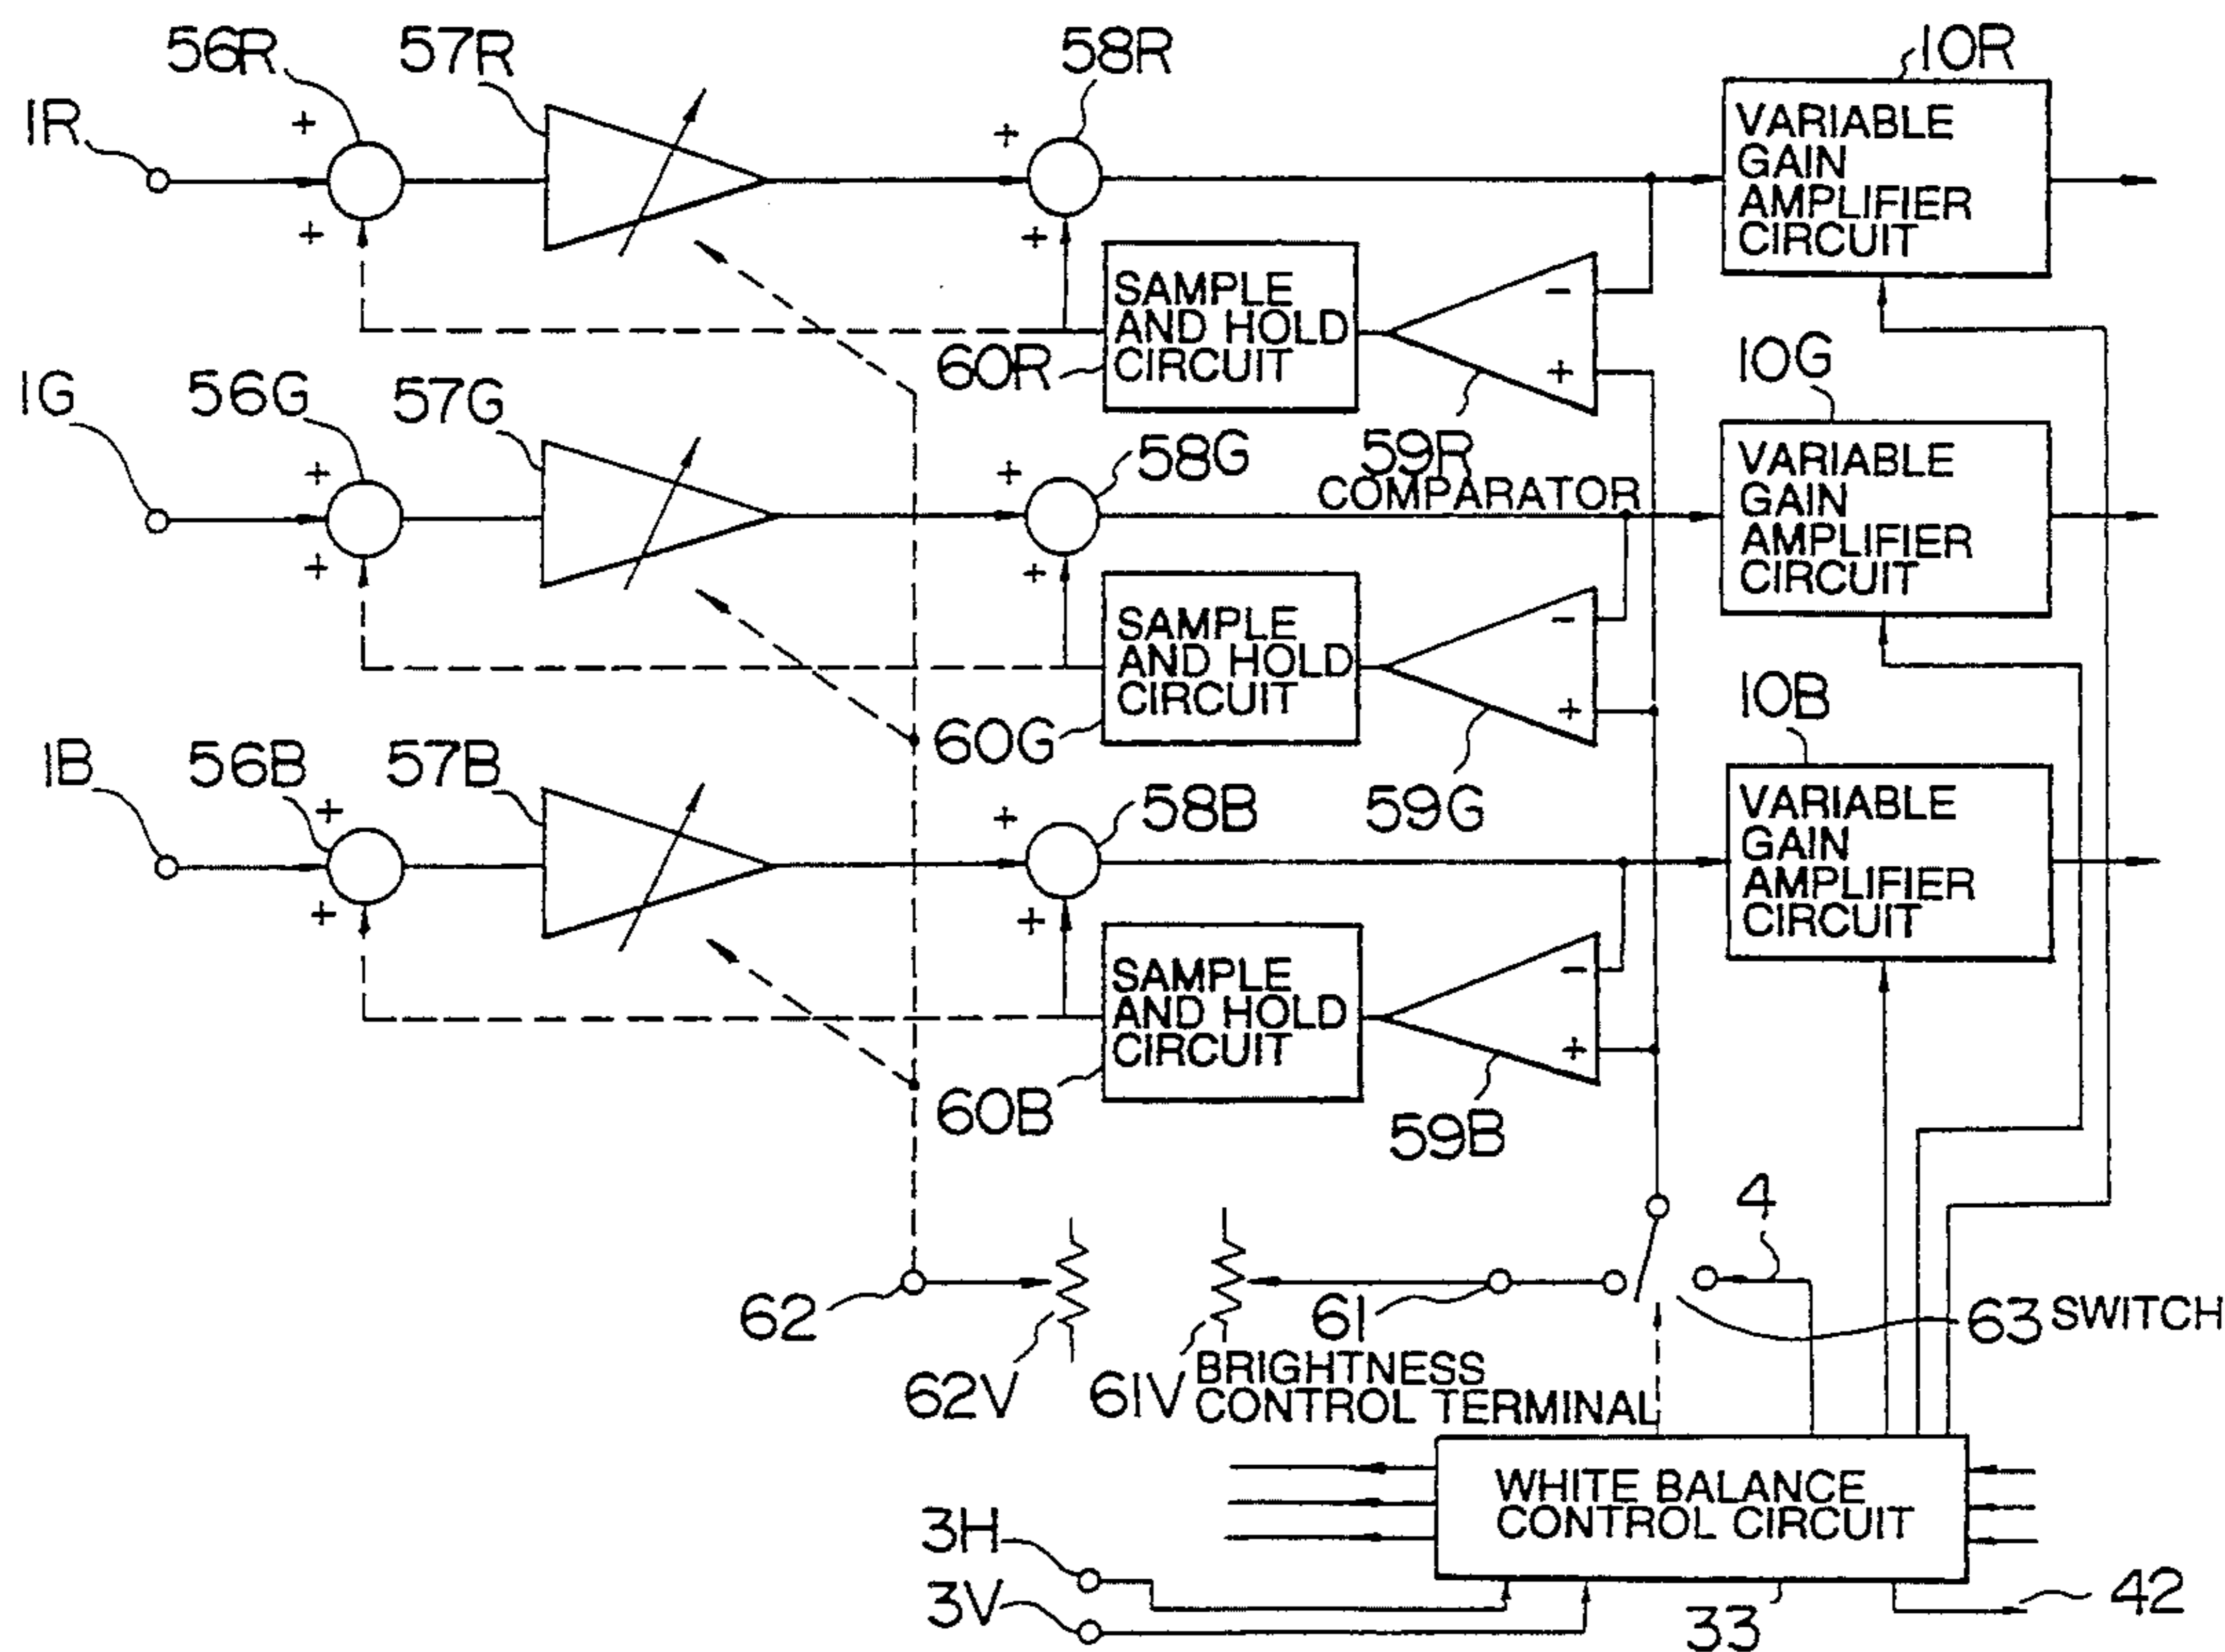 56R
57R
58R
10R
1R
+
+
+
+
VARIABLE
GAIN
AMPLIFIER
CIRCUIT
SAMPLE
AND HOLD
CIRCUIT
60R
-
+
59R
COMPARATOR
1G
56G
57G
58G
10G
+
+
+
+
VARIABLE
GAIN
AMPLIFIER
CIRCUIT
SAMPLE
AND HOLD
CIRCUIT
60G
-
+
59G
1B
56B
57B
58B
10B
+
+
+
+
VARIABLE
GAIN
AMPLIFIER
CIRCUIT
SAMPLE
AND HOLD
CIRCUIT
60B
-
+
59B
4
62
62V
61V
61
63 SWITCH
BRIGHTNESS
CONTROL TERMINAL
WHITE BALANCE
CONTROL CIRCUIT
3H
3V
33
42